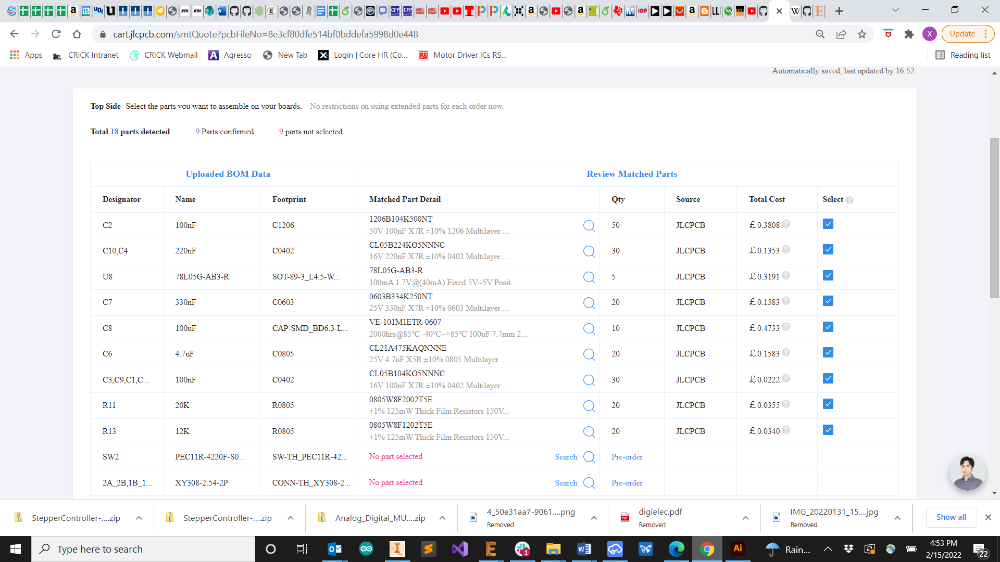 cart.jlcpcb.com/smtQuote?pcbFileNo=8e3cf80dfe514bf0bddefa5998d0e448
X
Update
Apps
CRICK Intranet
CRICK Webmail
Agresso
New Tab
Login | Core HR (Co...
Motor Driver ICs RS...
Reading list
Automatically saved, last updated by 16:52.
Top Side Select the parts you want to assemble on your boards. No restrictions on using extended parts for each order now.
Total 18 parts detected 9 Parts confirmed 9 parts not selected
Uploaded BOM Data Review Matched Parts
Designator Name Footprint Matched Part Detail Qty Source Total Cost Select
C2 100nF C1206 1206B104K500NT 50 JLCPCB £0.3808
50V 100nF X7R ±10% 1206 Multilayer ...
C10,C4 220nF C0402 CL05B224KO5NNNC 30 JLCPCB £0.1353
16V 220nF X7R ±10% 0402 Multilayer ...
U8 78L05G-AB3-R SOT-89-3_L4.5-W... 78L05G-AB3-R 5 JLCPCB £0.3191
100mA 1.7V@(40mA) Fixed 5V~5V Posit...
C7 330nF C0603 0603B334K250NT 20 JLCPCB £0.1583
25V 330nF X7R ±10% 0603 Multilayer ...
C8 100uF CAP-SMD_BD6.3-L... VE-101M1ETR-0607 10 JLCPCB £0.4733
2000hrs@85℃ -40℃~+85℃ 100uF 7.7mm 2...
C6 4.7uF C0805 CL21A475KAQNNNE 20 JLCPCB £0.1583
25V 4.7uF X5R ±10% 0805 Multilayer ...
C3,C9,C1,C... 100nF C0402 CL05B104KO5NNNC 30 JLCPCB £0.0222
16V 100nF X7R ±10% 0402 Multilayer ...
R11 20K R0805 0805W8F2002T5E 20 JLCPCB £0.0355
±1% 125mW Thick Film Resistors 150V...
R13 12K R0805 0805W8F1202T5E 20 JLCPCB £0.0340
±1% 125mW Thick Film Resistors 150V...
SW2 PEC11R-4220F-S0... SW-TH_PEC11R-42... No part selected Search Pre-order
2A_2B,1B_1... XY308-2.54-2P CONN-TH_XY308-2... No part selected Search Pre-order
StepperController-....zip
StepperController-....zip
Analog_Digital_MU....zip
4_50e31aa7-9061....png
Removed
digielec.pdf
Removed
IMG_20220131_15....jpg
Removed
Show all
Type here to search
Rain...
4:53 PM
2/15/2022
22